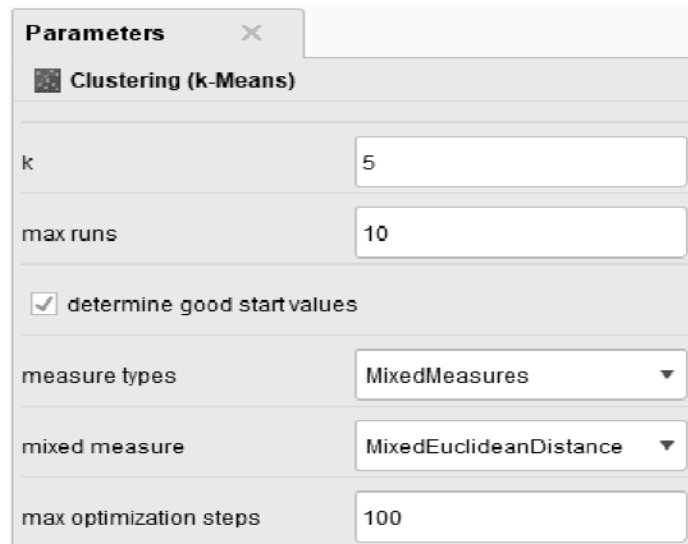 Parameters
Clustering (k-Means)
k 5
max runs 10
determine good start values
measure types MixedMeasures
mixed measure MixedEuclideanDistance
max optimization steps 100